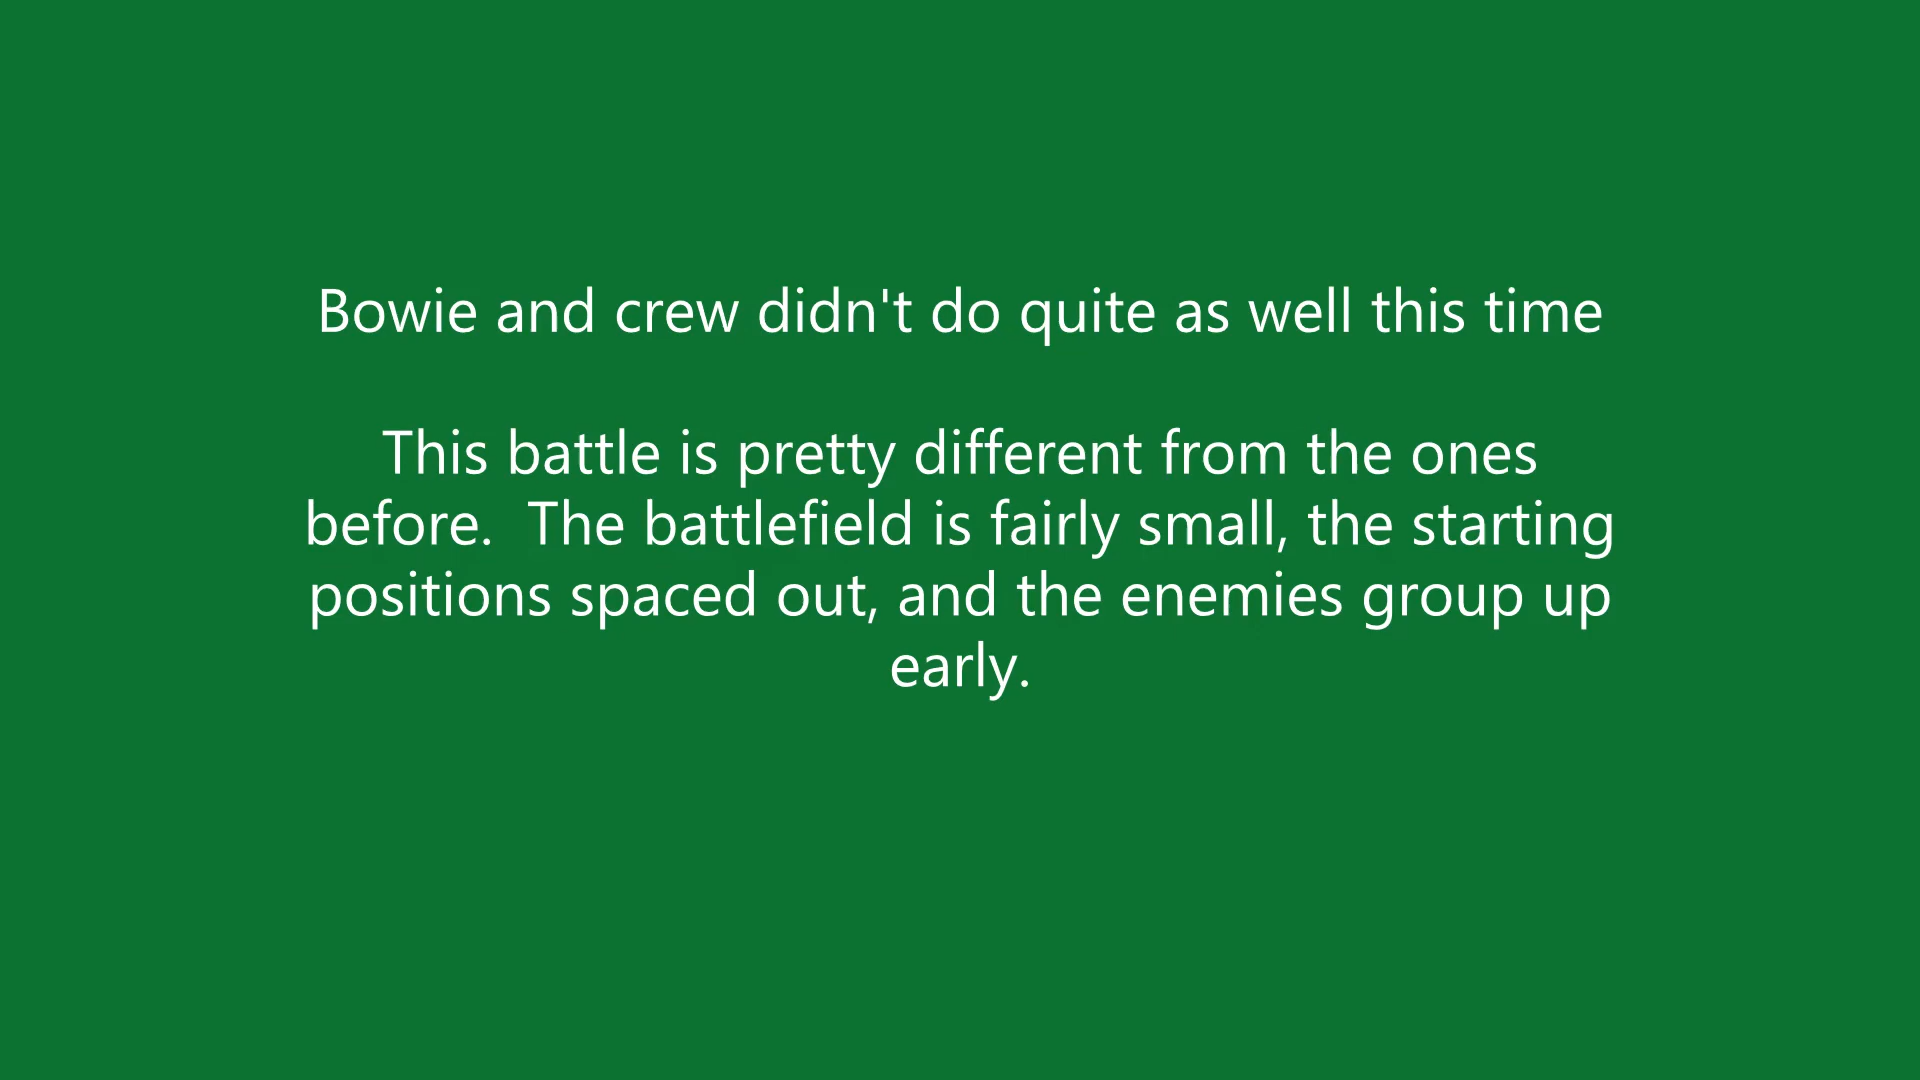 Bowie and crew didn't do quite as well this time
This battle is pretty different from the ones
before.  The battlefield is fairly small, the starting
positions spaced out, and the enemies group up
early.